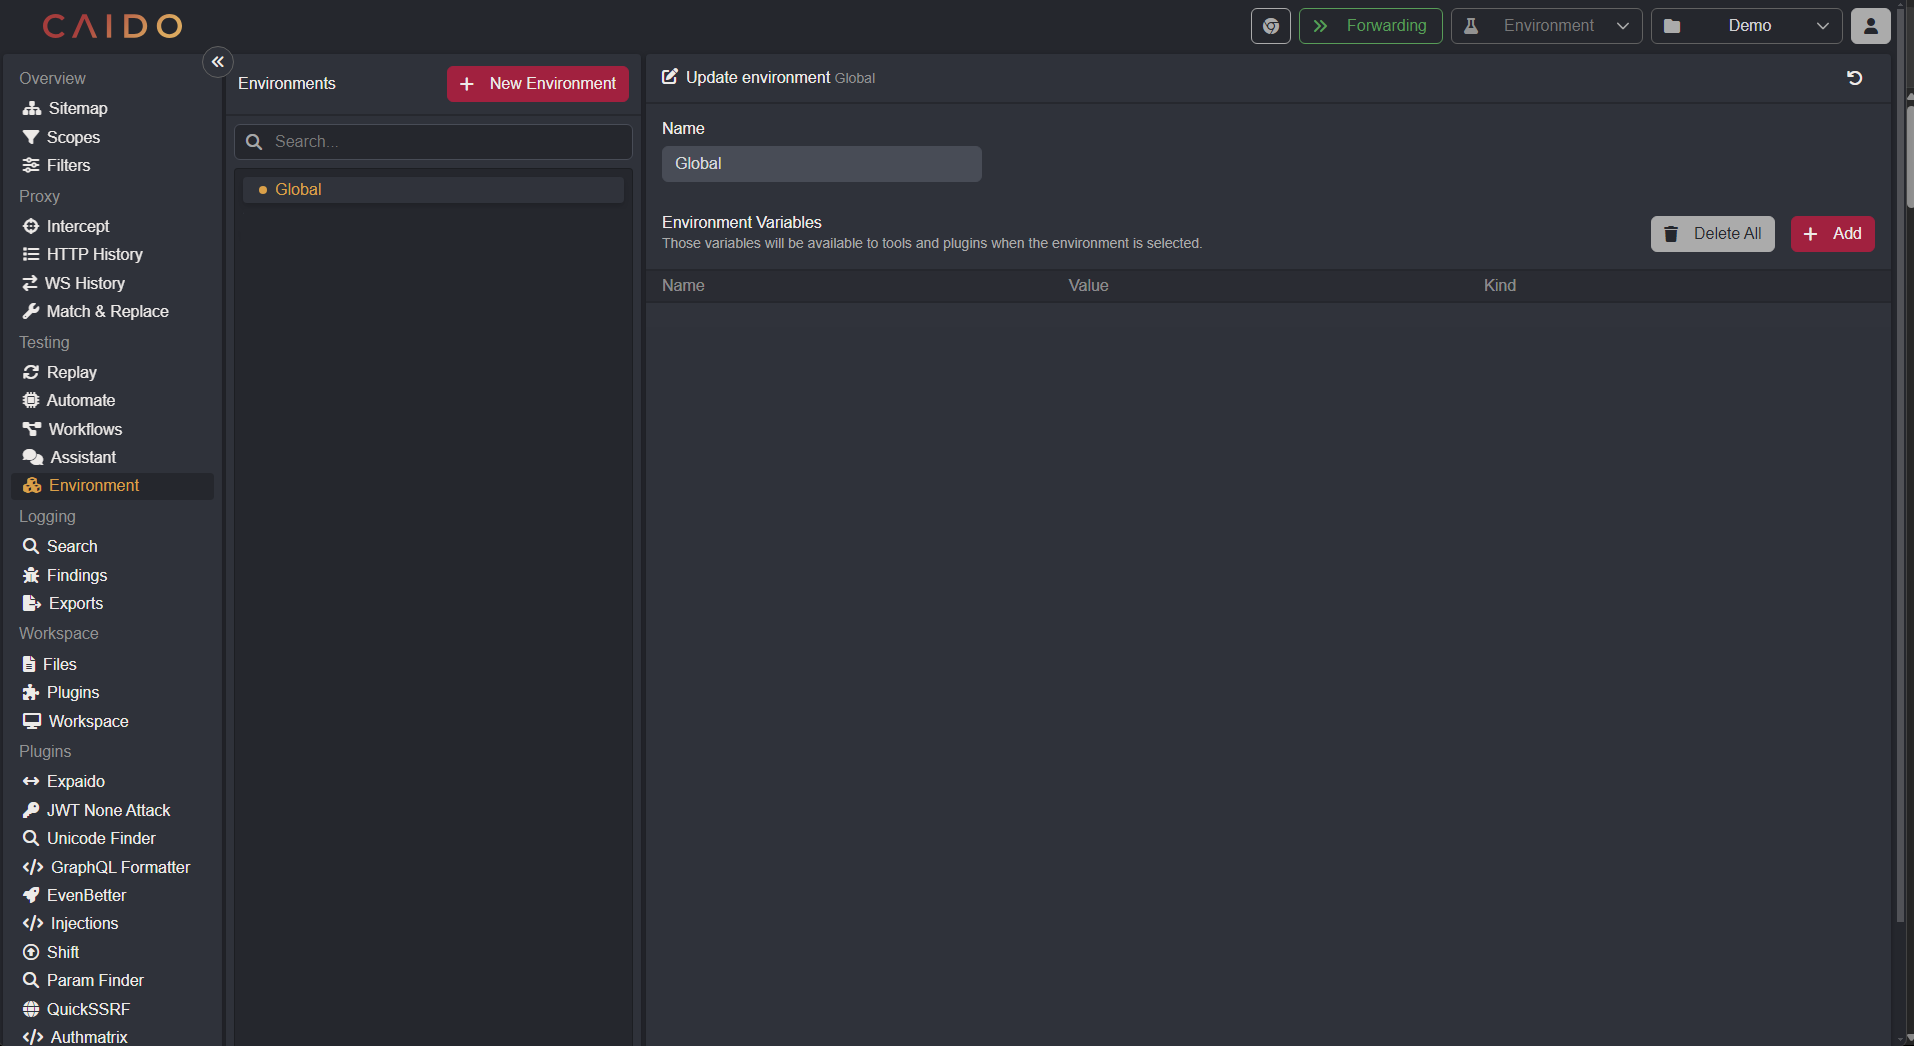 CAIDO
Forwarding
Environment
Demo
Overview
Sitemap
Scopes
Filters
Proxy
Intercept
HTTP History
WS History
Match & Replace
Testing
Replay
Automate
Workflows
Assistant
Environment
Logging
Search
Findings
Exports
Workspace
Files
Plugins
Workspace
Plugins
Expaido
JWT None Attack
Unicode Finder
GraphQL Formatter
EvenBetter
Injections
Shift
Param Finder
QuickSSRF
Authmatrix
Environments
New Environment
Search...
Global
Update environment Global
Name
Global
Environment Variables
Those variables will be available to tools and plugins when the environment is selected.
Delete All
Add
Name Value Kind